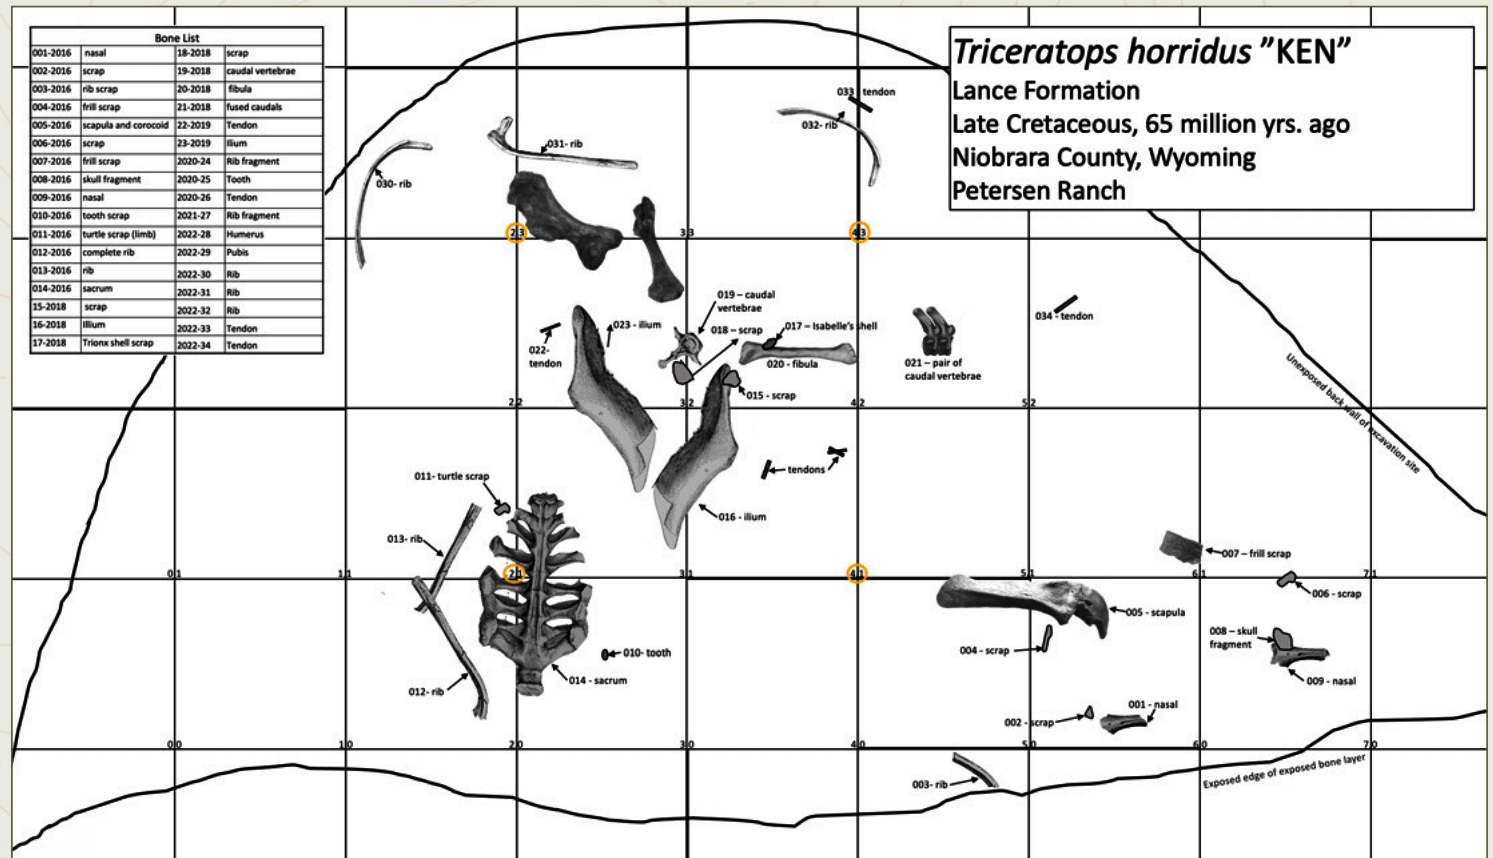 Bone List
001-2016 nasal 18-2018 scrap
002-2016 scrap 19-2018 caudal vertebrae
003-2016 rib scrap 20-2018 fibula
004-2016 frill scrap 21-2018 fused caudals
005-2016 scapula and corocoid 22-2019 Tendon
006-2016 scrap 23-2019 Ilium
007-2016 frill scrap 2020-24 Rib fragment
008-2016 skull fragment 2020-25 Tooth
009-2016 nasal 2020-26 Tendon
010-2016 tooth scrap 2021-27 Rib fragment
011-2016 turtle scrap (limb) 2022-28 Humerus
012-2016 complete rib 2022-29 Pubis
013-2016 rib 2022-30 Rib
014-2016 sacrum 2022-31 Rib
15-2018 scrap 2022-32 Rib
16-2018 Illium 2022-33 Tendon
17-2018 Trionx shell scrap 2022-34 Tendon
Triceratops horridus "KEN"
Lance Formation
Late Cretaceous, 65 million yrs. ago
Niobrara County, Wyoming
Petersen Ranch
033 tendon
032- rib
031- rib
030- rib
2,3
3,3
4,3
019 – caudal
vertebrae
034 - tendon
023 - ilium
018 – scrap
017 – Isabelle's shell
022-
tendon
020 - fibula
021 – pair of
caudal vertebrae
015 - scrap
Unexposed back wall of excavation site
2,2
3,2
4,2
5,2
tendons
011- turtle scrap
016 - ilium
013- rib
007 – frill scrap
0,1
1,1
2,1
3,1
4,1
5,1
6,1
7,1
006 - scrap
005 - scapula
008 – skull
fragment
004 - scrap
010- tooth
014 - sacrum
009 - nasal
012- rib
001 - nasal
002 - scrap
0,0
1,0
2,0
3,0
4,0
5,0
6,0
7,0
003- rib
Exposed edge of exposed bone layer